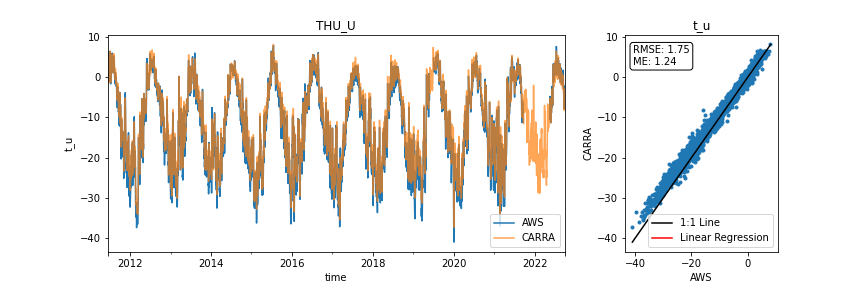 THU_U
t_u
10
0
−10
−20
−30
−40
t_u
2012
2014
2016
2018
2020
2022
time
AWS
CARRA
t_u
RMSE: 1.75
ME: 1.24
10
0
−10
−20
−30
−40
CARRA
−40
−20
0
AWS
1:1 Line
Linear Regression